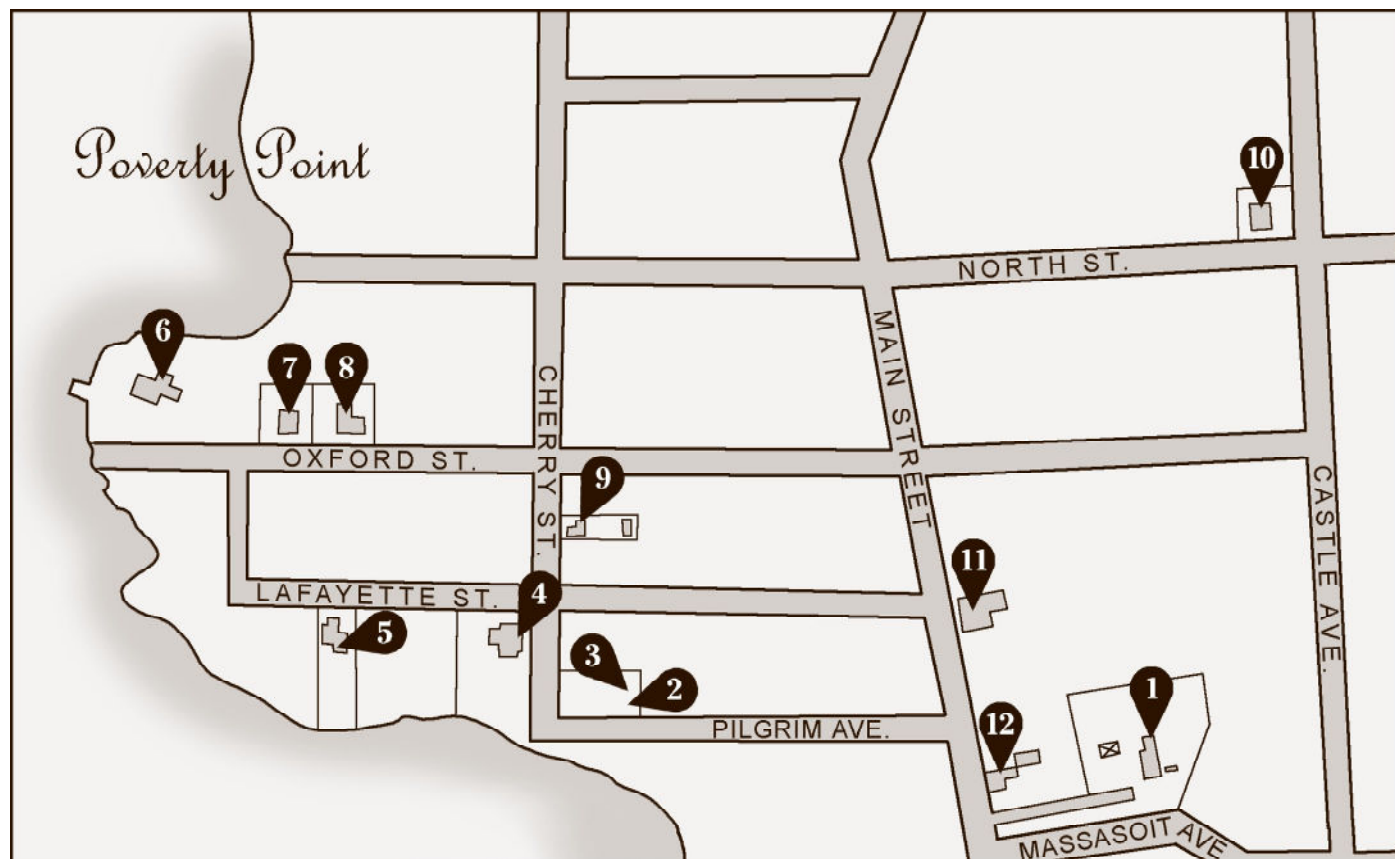 Poverty Point
10
NORTH ST.
6
7
8
MAIN STREET
CHERRY ST.
OXFORD ST.
9
CASTLE AVE.
11
LAFAYETTE ST.
4
5
3
2
1
PILGRIM AVE.
12
MASSASOIT AVE